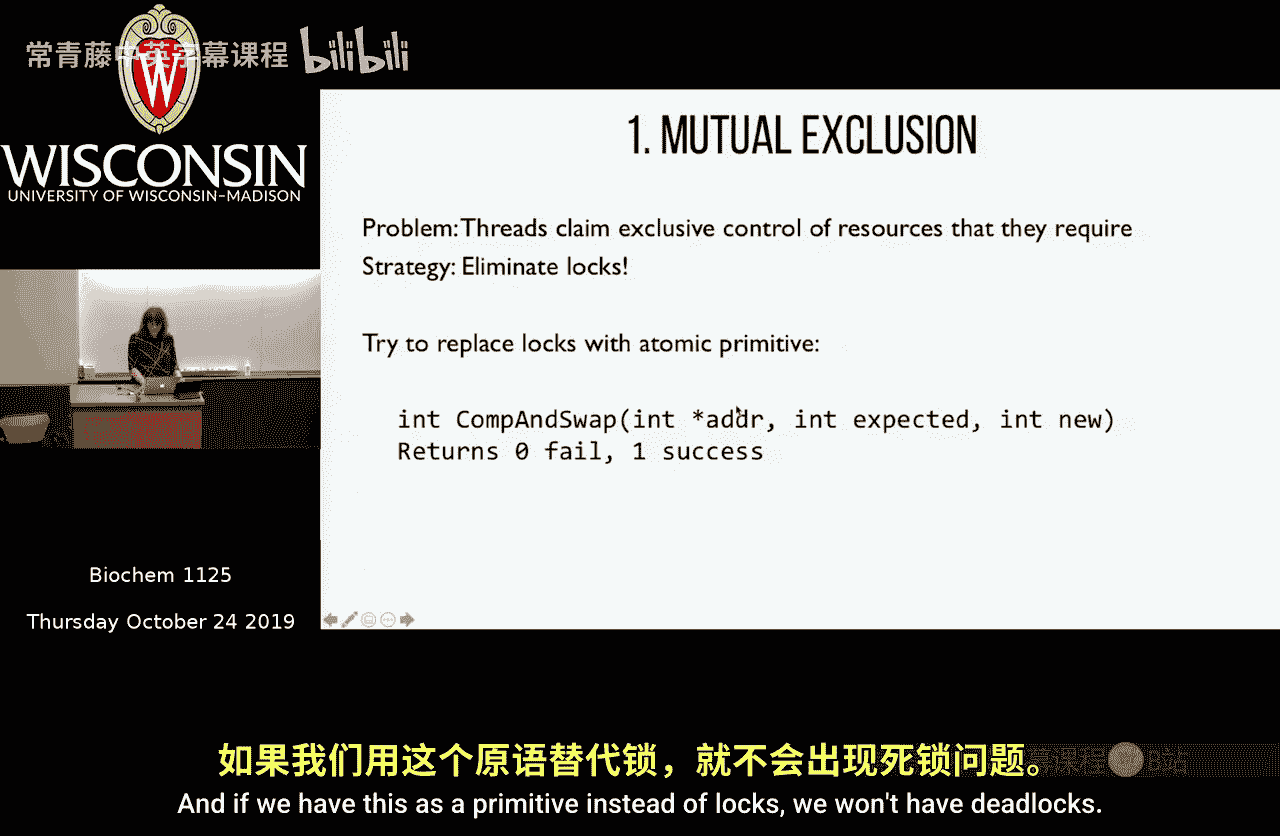 常青藤中英字幕课程 bilibili
W
WISCONSIN
UNIVERSITY OF WISCONSIN-MADISON
1. MUTUAL EXCLUSION
Problem: Threads claim exclusive control of resources that they require
Strategy: Eliminate locks!
Try to replace locks with atomic primitive:
int CompAndSwap(int *addr, int expected, int new)
Returns 0 fail, 1 success
Biochem 1125
Thursday October 24 2019
如果我们用这个原语替代锁，就不会出现死锁问题。
And if we have this as a primitive instead of locks, we won't have deadlocks.